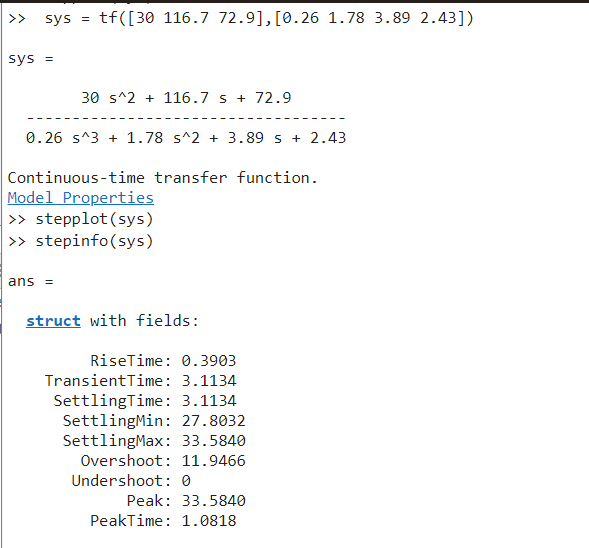 >> sys = tf([30 116.7 72.9],[0.26 1.78 3.89 2.43])
sys =
30 s^2 + 116.7 s + 72.9
-----------------------------------
0.26 s^3 + 1.78 s^2 + 3.89 s + 2.43
Continuous-time transfer function.
Model Properties
>> stepplot(sys)
>> stepinfo(sys)
ans =
struct with fields:
RiseTime: 0.3903
TransientTime: 3.1134
SettlingTime: 3.1134
SettlingMin: 27.8032
SettlingMax: 33.5840
Overshoot: 11.9466
Undershoot: 0
Peak: 33.5840
PeakTime: 1.0818